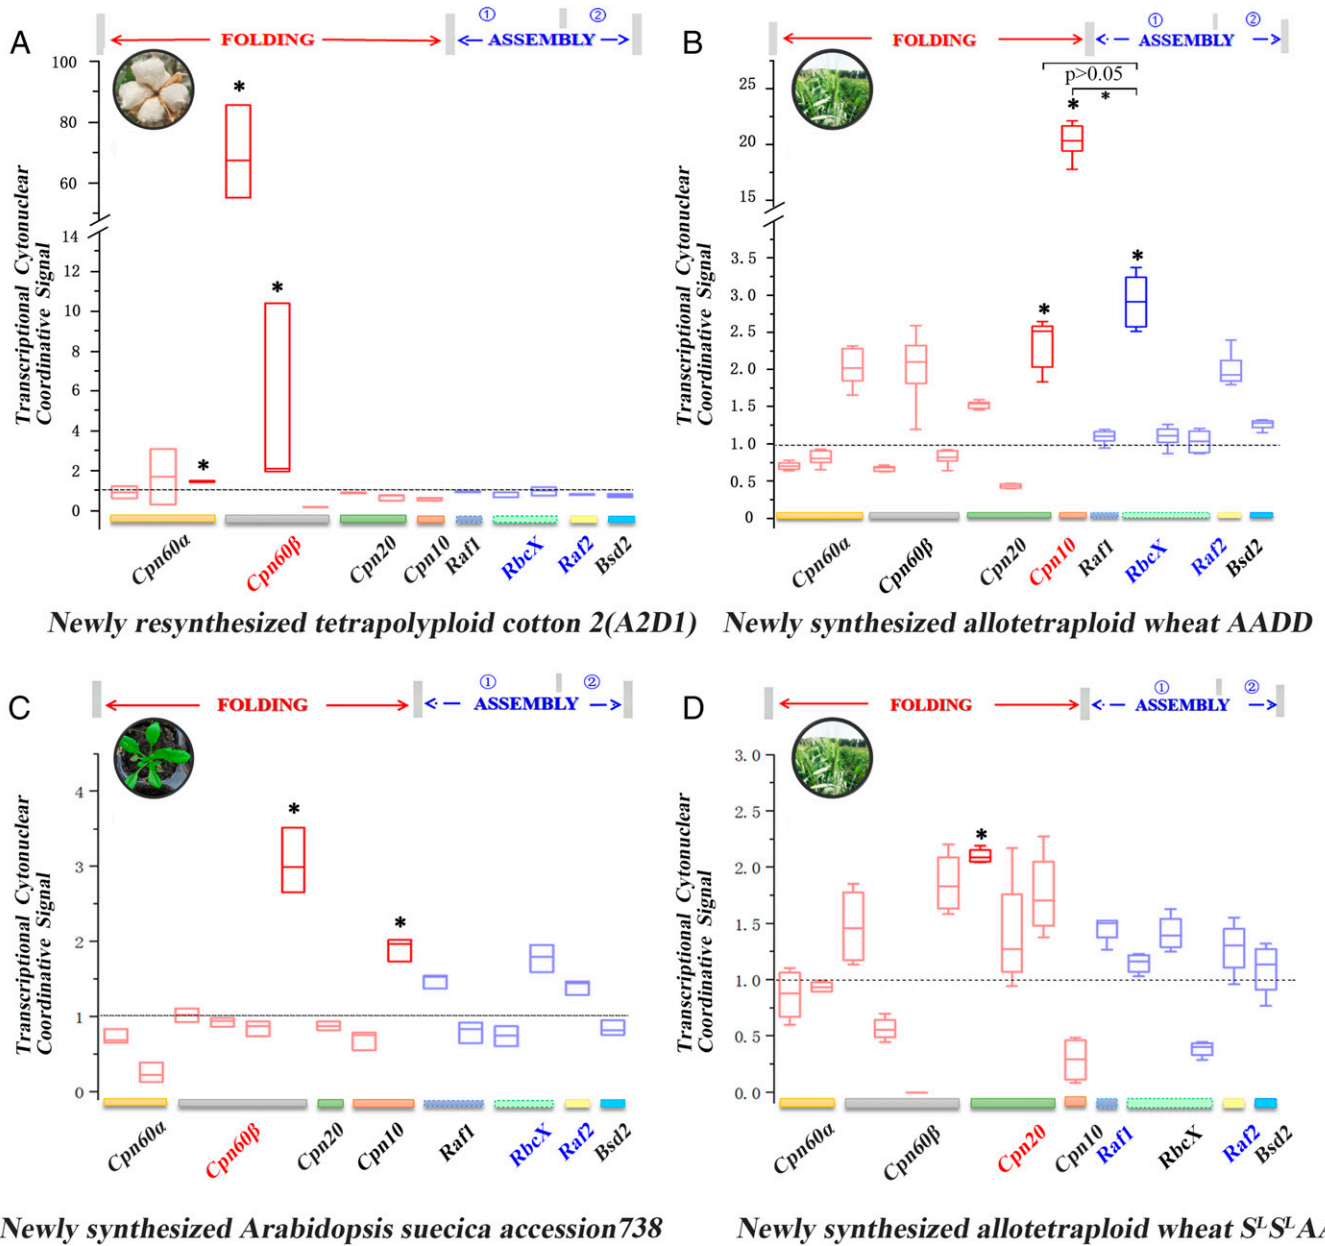 A
FOLDING
①
②
ASSEMBLY
Transcriptional Cytonuclear
Coordinative Signal
100
80
60
14
12
10
8
6
4
2
0
*
*
*
Cpn60α
Cpn60β
Cpn20
Cpn10
Raf1
RbcX
Raf2
Bsd2
Newly resynthesized tetrapolyploid cotton 2(A2D1)
B
FOLDING
①
②
ASSEMBLY
Transcriptional Cytonuclear
Coordinative Signal
25
20
15
3.5
3.0
2.5
2.0
1.5
1.0
0.5
0
p>0.05
*
*
*
*
Cpn60α
Cpn60β
Cpn20
Cpn10
Raf1
RbcX
Raf2
Bsd2
Newly synthesized allotetraploid wheat AADD
C
FOLDING
①
②
ASSEMBLY
Transcriptional Cytonuclear
Coordinative Signal
4
3
2
1
0
*
*
Cpn60α
Cpn60β
Cpn20
Cpn10
Raf1
RbcX
Raf2
Bsd2
Newly synthesized Arabidopsis suecica accession738
D
FOLDING
①
②
ASSEMBLY
Transcriptional Cytonuclear
Coordinative Signal
3.0
2.5
2.0
1.5
1.0
0.5
0.0
*
Cpn60α
Cpn60β
Cpn20
Cpn10
Raf1
RbcX
Raf2
Bsd2
Newly synthesized allotetraploid wheat SᴸSᴸAA